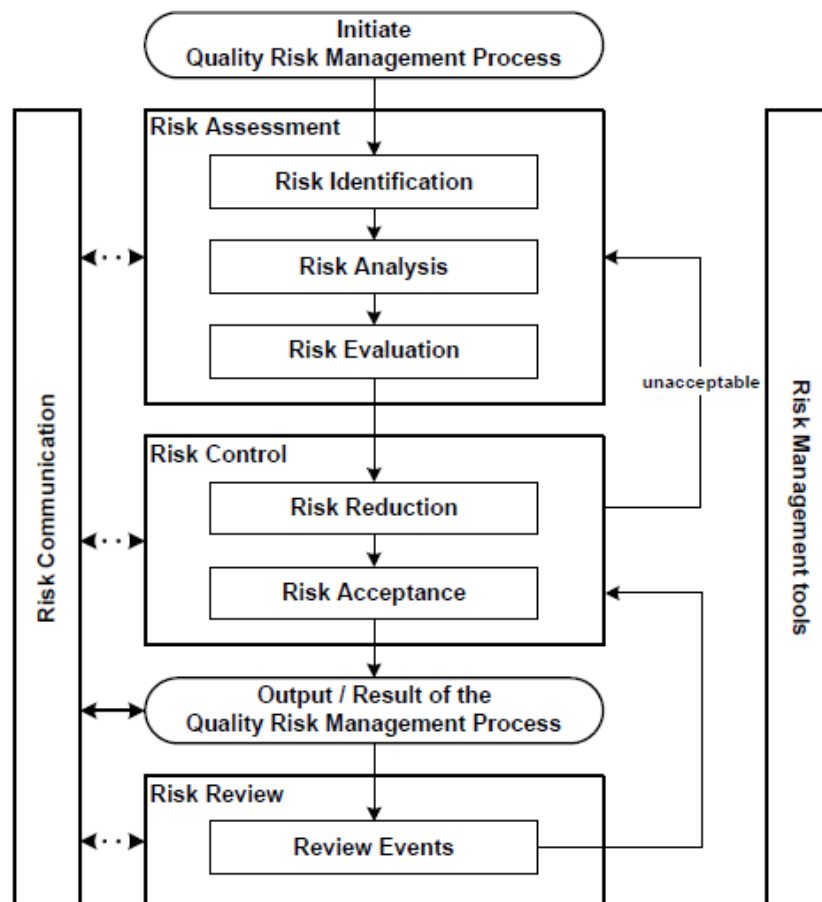 Initiate
Quality Risk Management Process
Risk Assessment
Risk Identification
Risk Analysis
Risk Evaluation
unacceptable
Risk Control
Risk Reduction
Risk Acceptance
Output / Result of the
Quality Risk Management Process
Risk Review
Review Events
Risk Communication
Risk Management tools